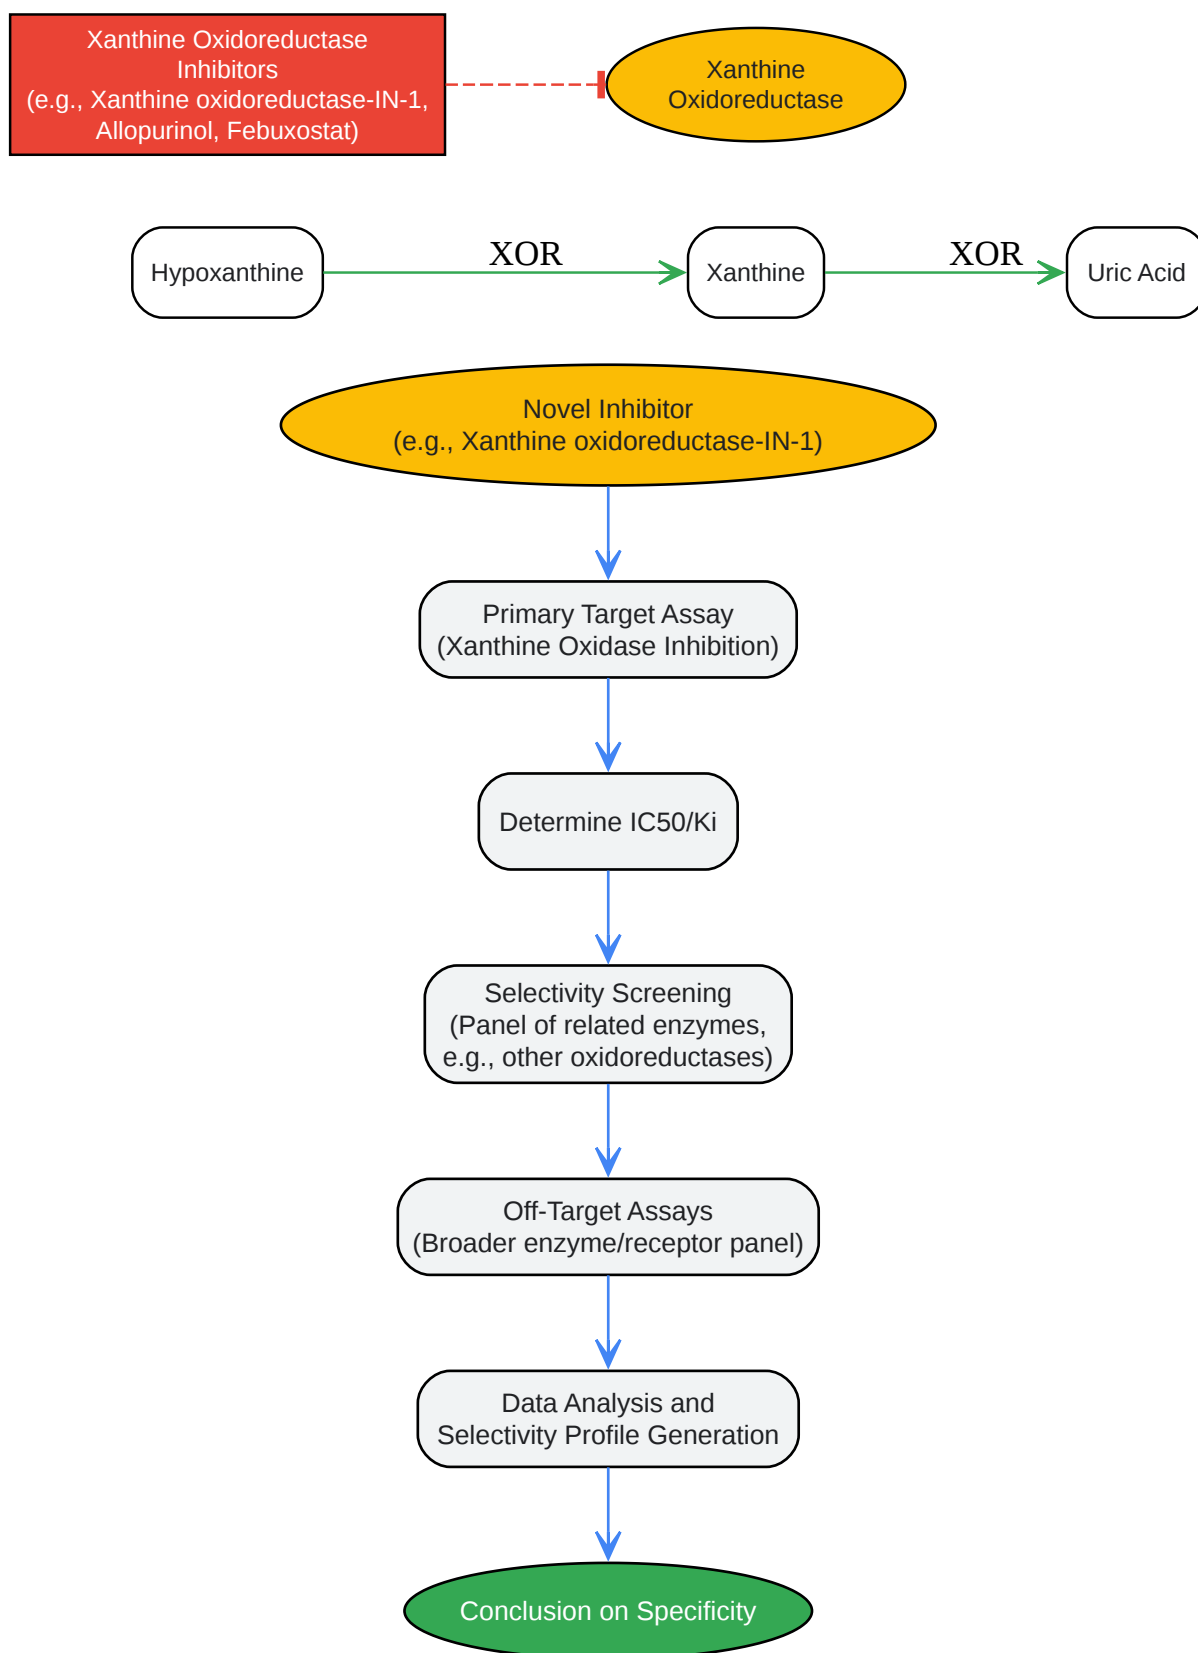 Xanthine Oxidoreductase
Inhibitors
(e.g., Xanthine oxidoreductase-IN-1,
Allopurinol, Febuxostat)
Xanthine
Oxidoreductase
Hypoxanthine
XOR
Xanthine
XOR
Uric Acid
Novel Inhibitor
(e.g., Xanthine oxidoreductase-IN-1)
Primary Target Assay
(Xanthine Oxidase Inhibition)
Determine IC50/Ki
Selectivity Screening
(Panel of related enzymes,
e.g., other oxidoreductases)
Off-Target Assays
(Broader enzyme/receptor panel)
Data Analysis and
Selectivity Profile Generation
Conclusion on Specificity